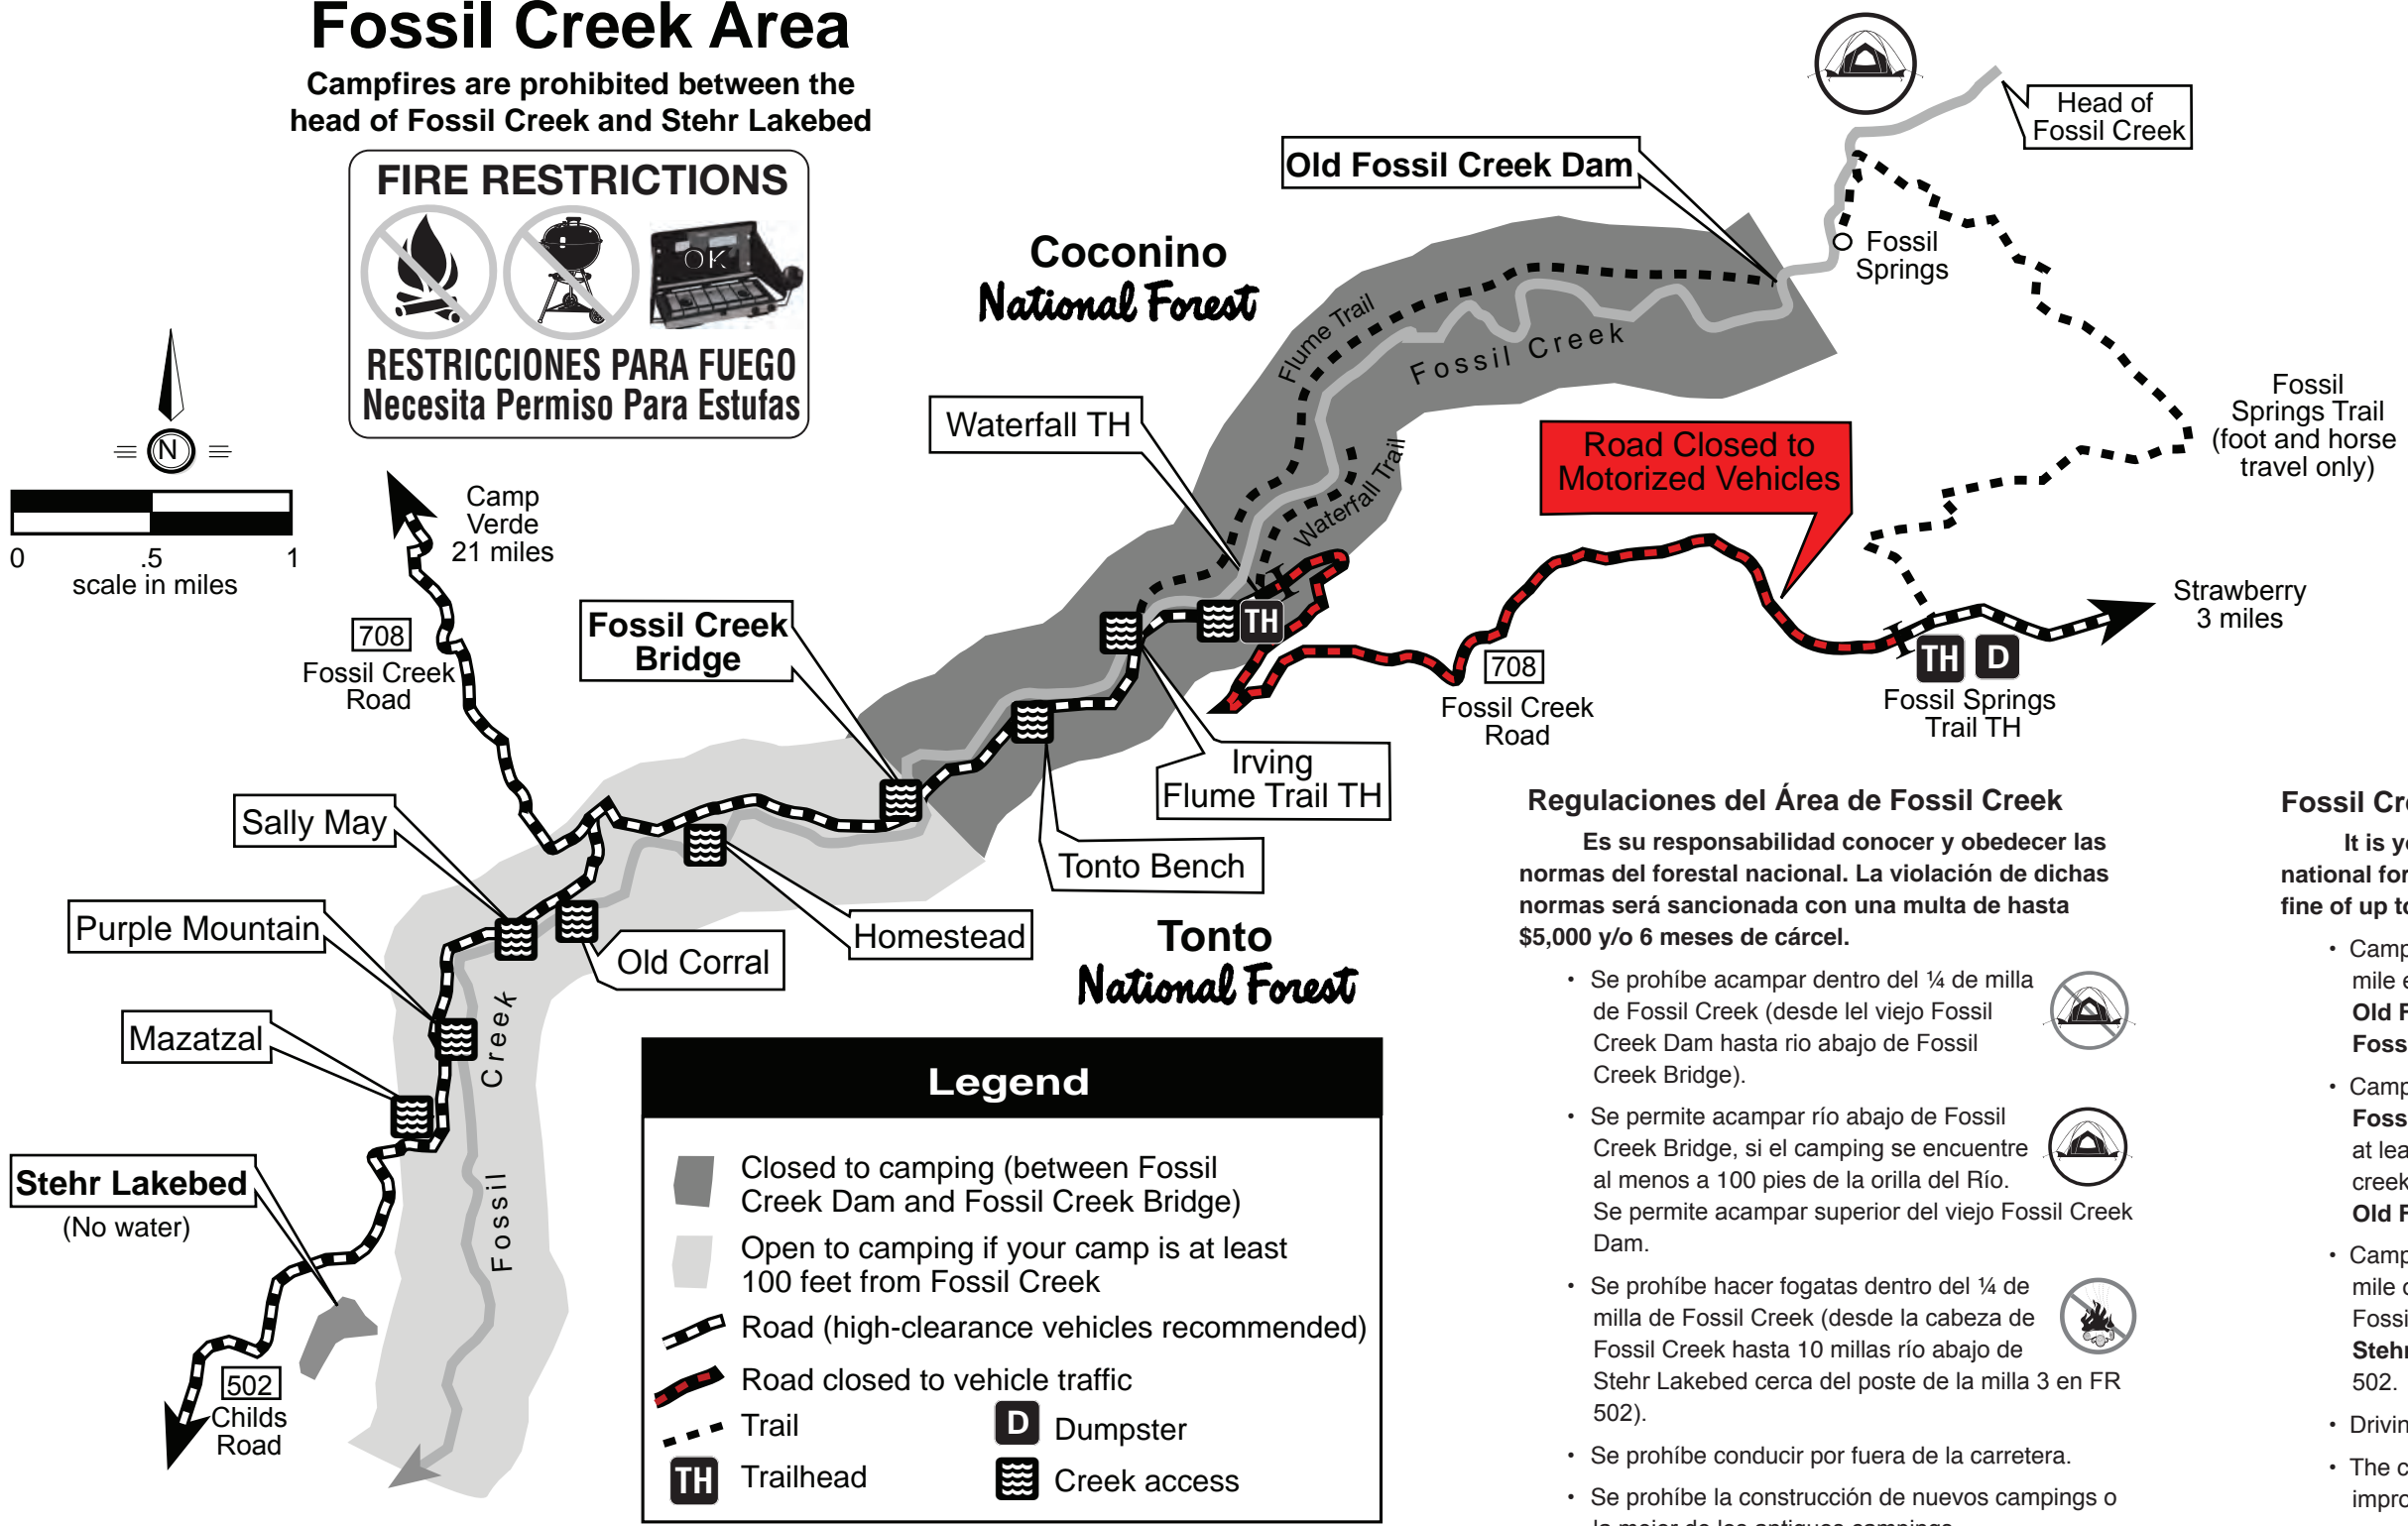 Fossil Creek Area
Campfires are prohibited between the
head of Fossil Creek and Stehr Lakebed
FIRE RESTRICTIONS
OK
RESTRICCIONES PARA FUEGO
Necesita Permiso Para Estufas
N
0 .5 1
scale in miles
Camp
Verde
21 miles
708
Fossil Creek
Road
Coconino
National Forest
Old Fossil Creek Dam
Head of
Fossil Creek
Fossil
Springs
Flume Trail
Fossil Creek
Waterfall TH
Waterfall Trail
Road Closed to
Motorized Vehicles
Fossil
Springs Trail
(foot and horse
travel only)
Strawberry
3 miles
TH
TH D
Fossil Springs
Trail TH
708
Fossil Creek
Road
Fossil Creek
Bridge
Irving
Flume Trail TH
Tonto Bench
Sally May
Purple Mountain
Old Corral
Homestead
Tonto
National Forest
Mazatzal
Fossil Creek
Stehr Lakebed
(No water)
502
Childs
Road
Legend
Closed to camping (between Fossil
Creek Dam and Fossil Creek Bridge)
Open to camping if your camp is at least
100 feet from Fossil Creek
Road (high-clearance vehicles recommended)
Road closed to vehicle traffic
Trail
D Dumpster
TH Trailhead
Creek access
Regulaciones del Área de Fossil Creek
Es su responsabilidad conocer y obedecer las
normas del forestal nacional. La violación de dichas
normas será sancionada con una multa de hasta
$5,000 y/o 6 meses de cárcel.
• Se prohíbe acampar dentro del ¼ de milla
de Fossil Creek (desde lel viejo Fossil
Creek Dam hasta rio abajo de Fossil
Creek Bridge).
• Se permite acampar río abajo de Fossil
Creek Bridge, si el camping se encuentre
al menos a 100 pies de la orilla del Río.
Se permite acampar superior del viejo Fossil Creek
Dam.
• Se prohíbe hacer fogatas dentro del ¼ de
milla de Fossil Creek (desde la cabeza de
Fossil Creek hasta 10 millas río abajo de
Stehr Lakebed cerca del poste de la milla 3 en FR
502).
• Se prohíbe conducir por fuera de la carretera.
• Se prohíbe la construcción de nuevos campings o
Fossil
It is
national
fine of up
•
mile
Old
•
at
Old
•
mile
502.
•
• The